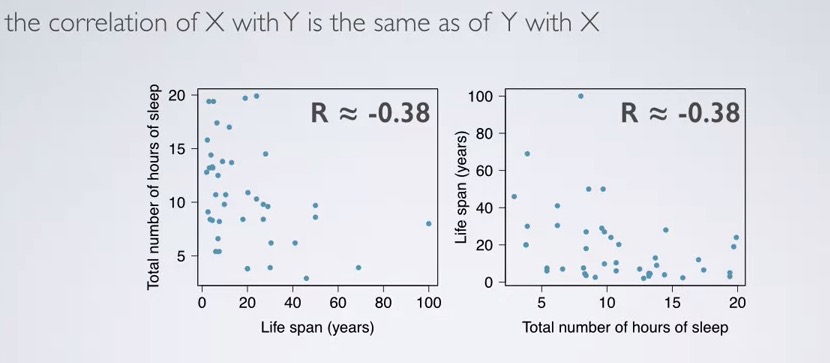 the correlation of X with Y is the same as of Y with X
R ≈ -0.38
Total number of hours of sleep
20
15
10
5
0 20 40 60 80 100
Life span (years)
R ≈ -0.38
Life span (years)
100
80
60
40
20
0
5 10 15 20
Total number of hours of sleep